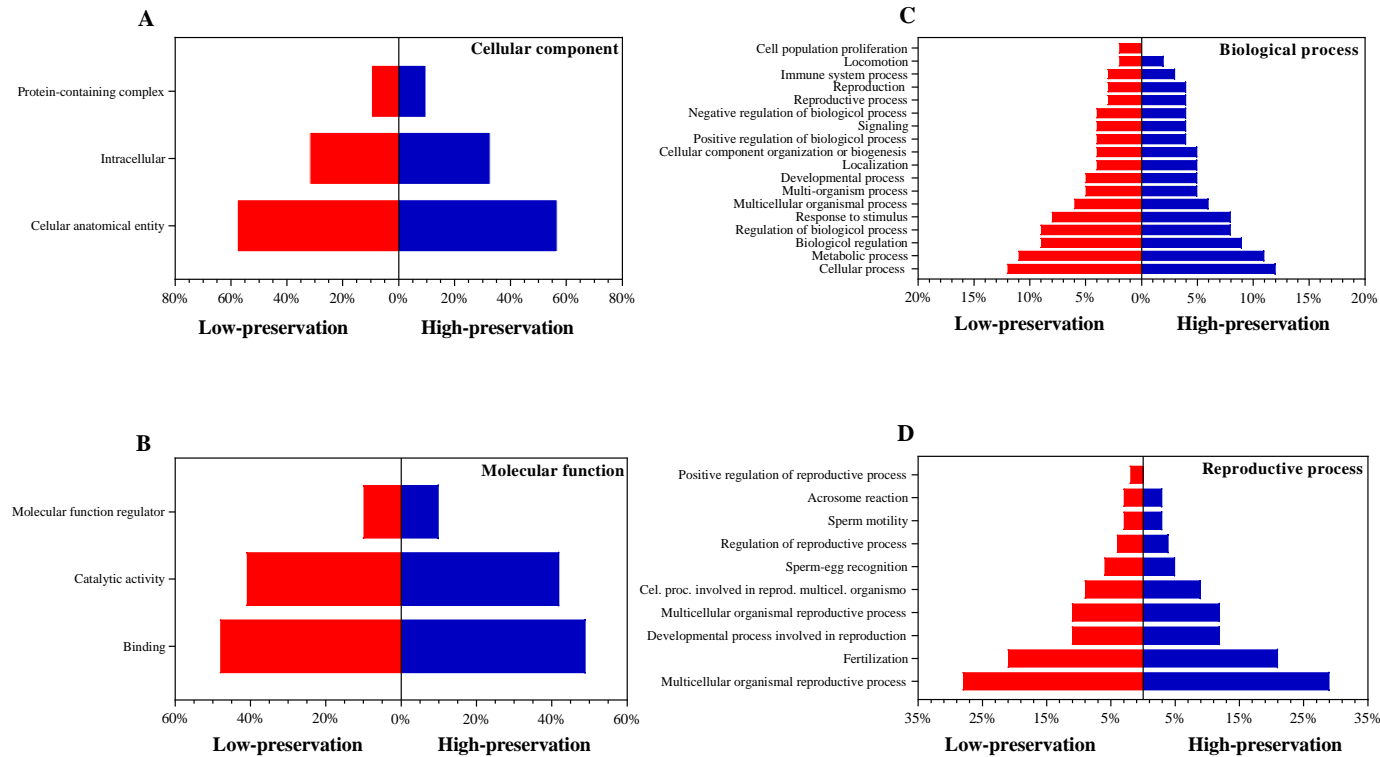 A
Cellular component
Protein-containing complex
Intracellular
Celular anatomical entity
80% 60% 40% 20% 0% 20% 40% 60% 80%
Low-preservation High-preservation
C
Biological process
Cell population proliferation
Locomotion
Immune system process
Reproduction
Reproductive process
Negative regulation of biological process
Signaling
Positive regulation of biological process
Cellular component organization or biogenesis
Localization
Developmental process
Multi-organism process
Multicellular organismal process
Response to stimulus
Regulation of biological process
Biologicol regulation
Metabolic process
Cellular process
20% 15% 10% 5% 0% 5% 10% 15% 20%
Low-preservation High-preservation
B
Molecular function
Molecular function regulator
Catalytic activity
Binding
60% 40% 20% 0% 20% 40% 60%
Low-preservation High-preservation
D
Reproductive process
Positive regulation of reproductive process
Acrosome reaction
Sperm motility
Regulation of reproductive process
Sperm-egg recognition
Cel. proc. involved in reprod. multicel. organismo
Multicellular organismal reproductive process
Developmental process involved in reproduction
Fertilization
Multicellular organismal reproductive process
35% 25% 15% 5% 5% 15% 25% 35%
Low-preservation High-preservation